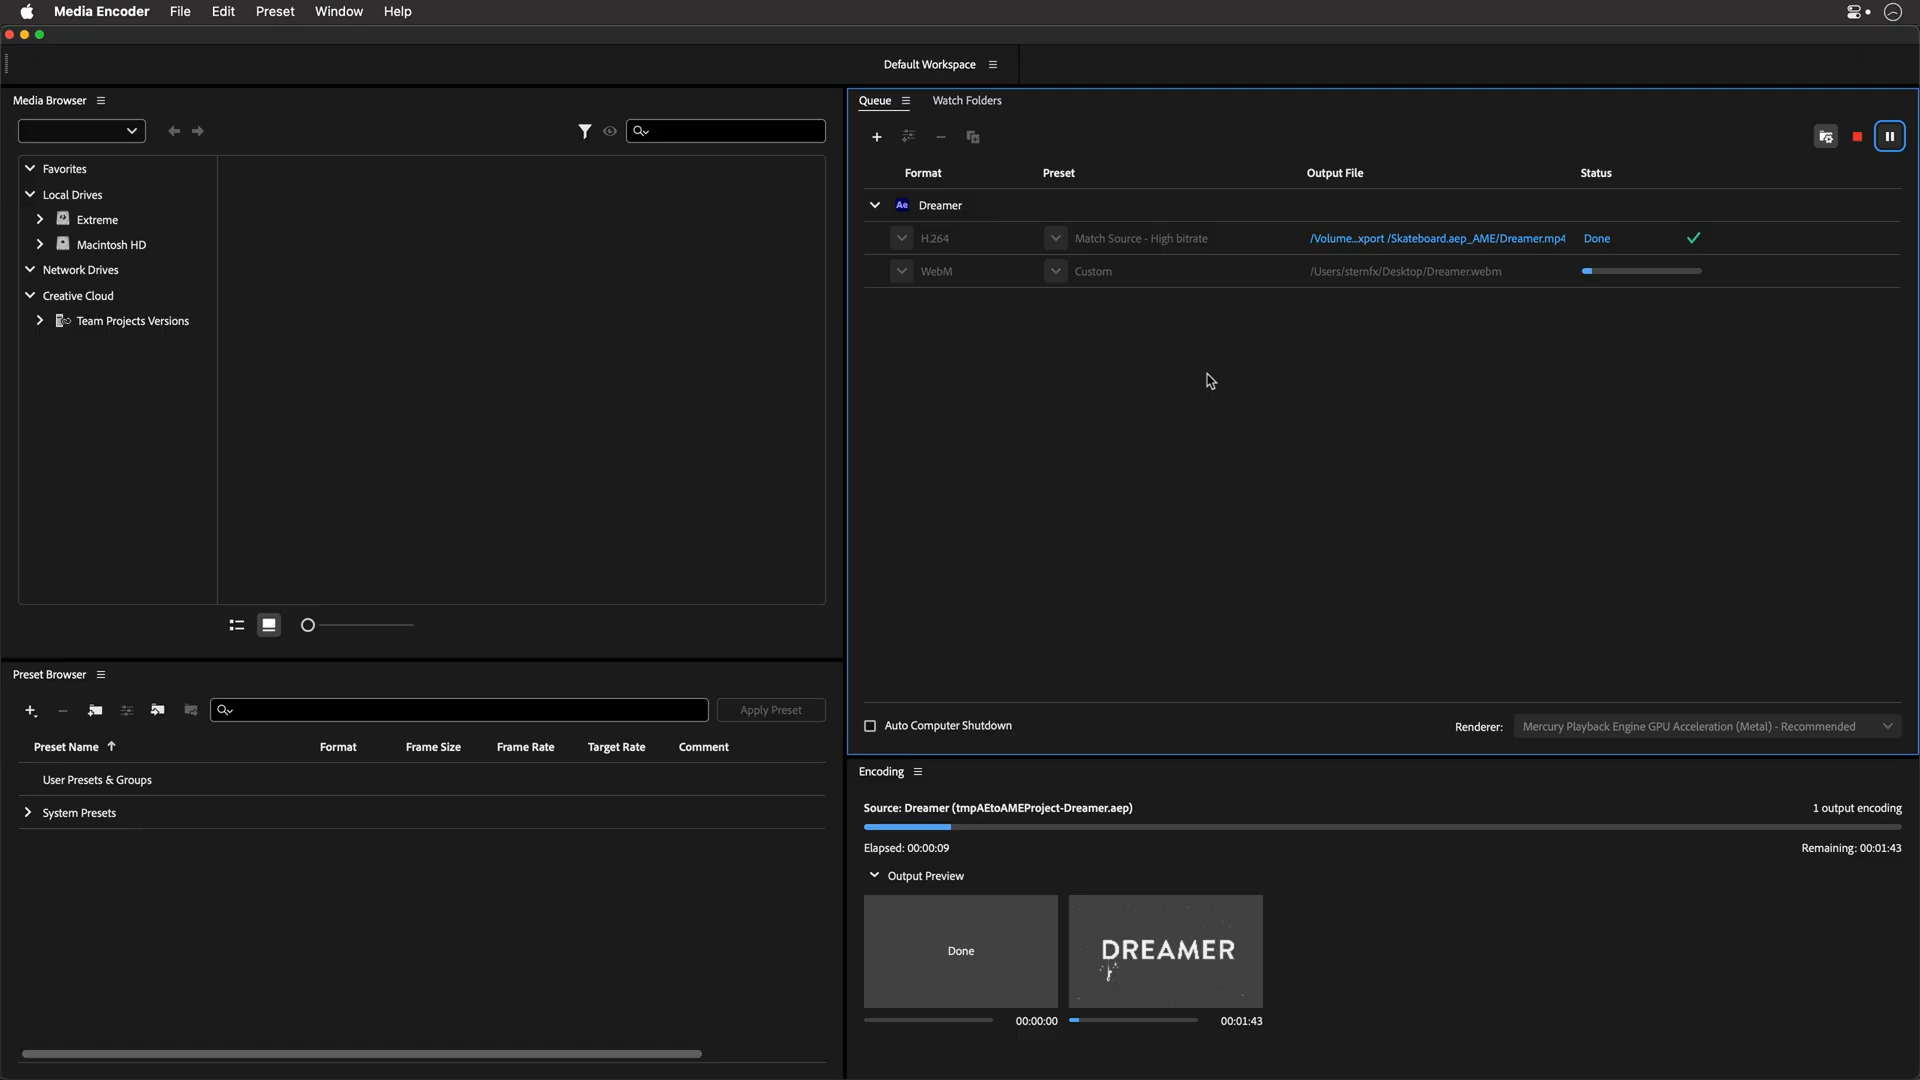 Media Encoder File Edit Preset Window Help
Default Workspace
Media Browser
Favorites
Local Drives
Extreme
Macintosh HD
Network Drives
Creative Cloud
Team Projects Versions
Preset Browser
Apply Preset
Preset Name Format Frame Size Frame Rate Target Rate Comment
User Presets & Groups
System Presets
Queue Watch Folders
Format Preset Output File Status
Ae Dreamer
H.264 Match Source - High bitrate /Volume...xport /Skateboard.aep_AME/Dreamer.mp4 Done
WebM Custom /Users/stemfx/Desktop/Dreamer.webm
Auto Computer Shutdown Renderer: Mercury Playback Engine GPU Acceleration (Metal) - Recommended
Encoding
Source: Dreamer (tmpAEtoAMEProject-Dreamer.aep) 1 output encoding
Elapsed: 00:00:09 Remaining: 00:01:43
Output Preview
Done
DREAMER
00:00:00 00:01:43